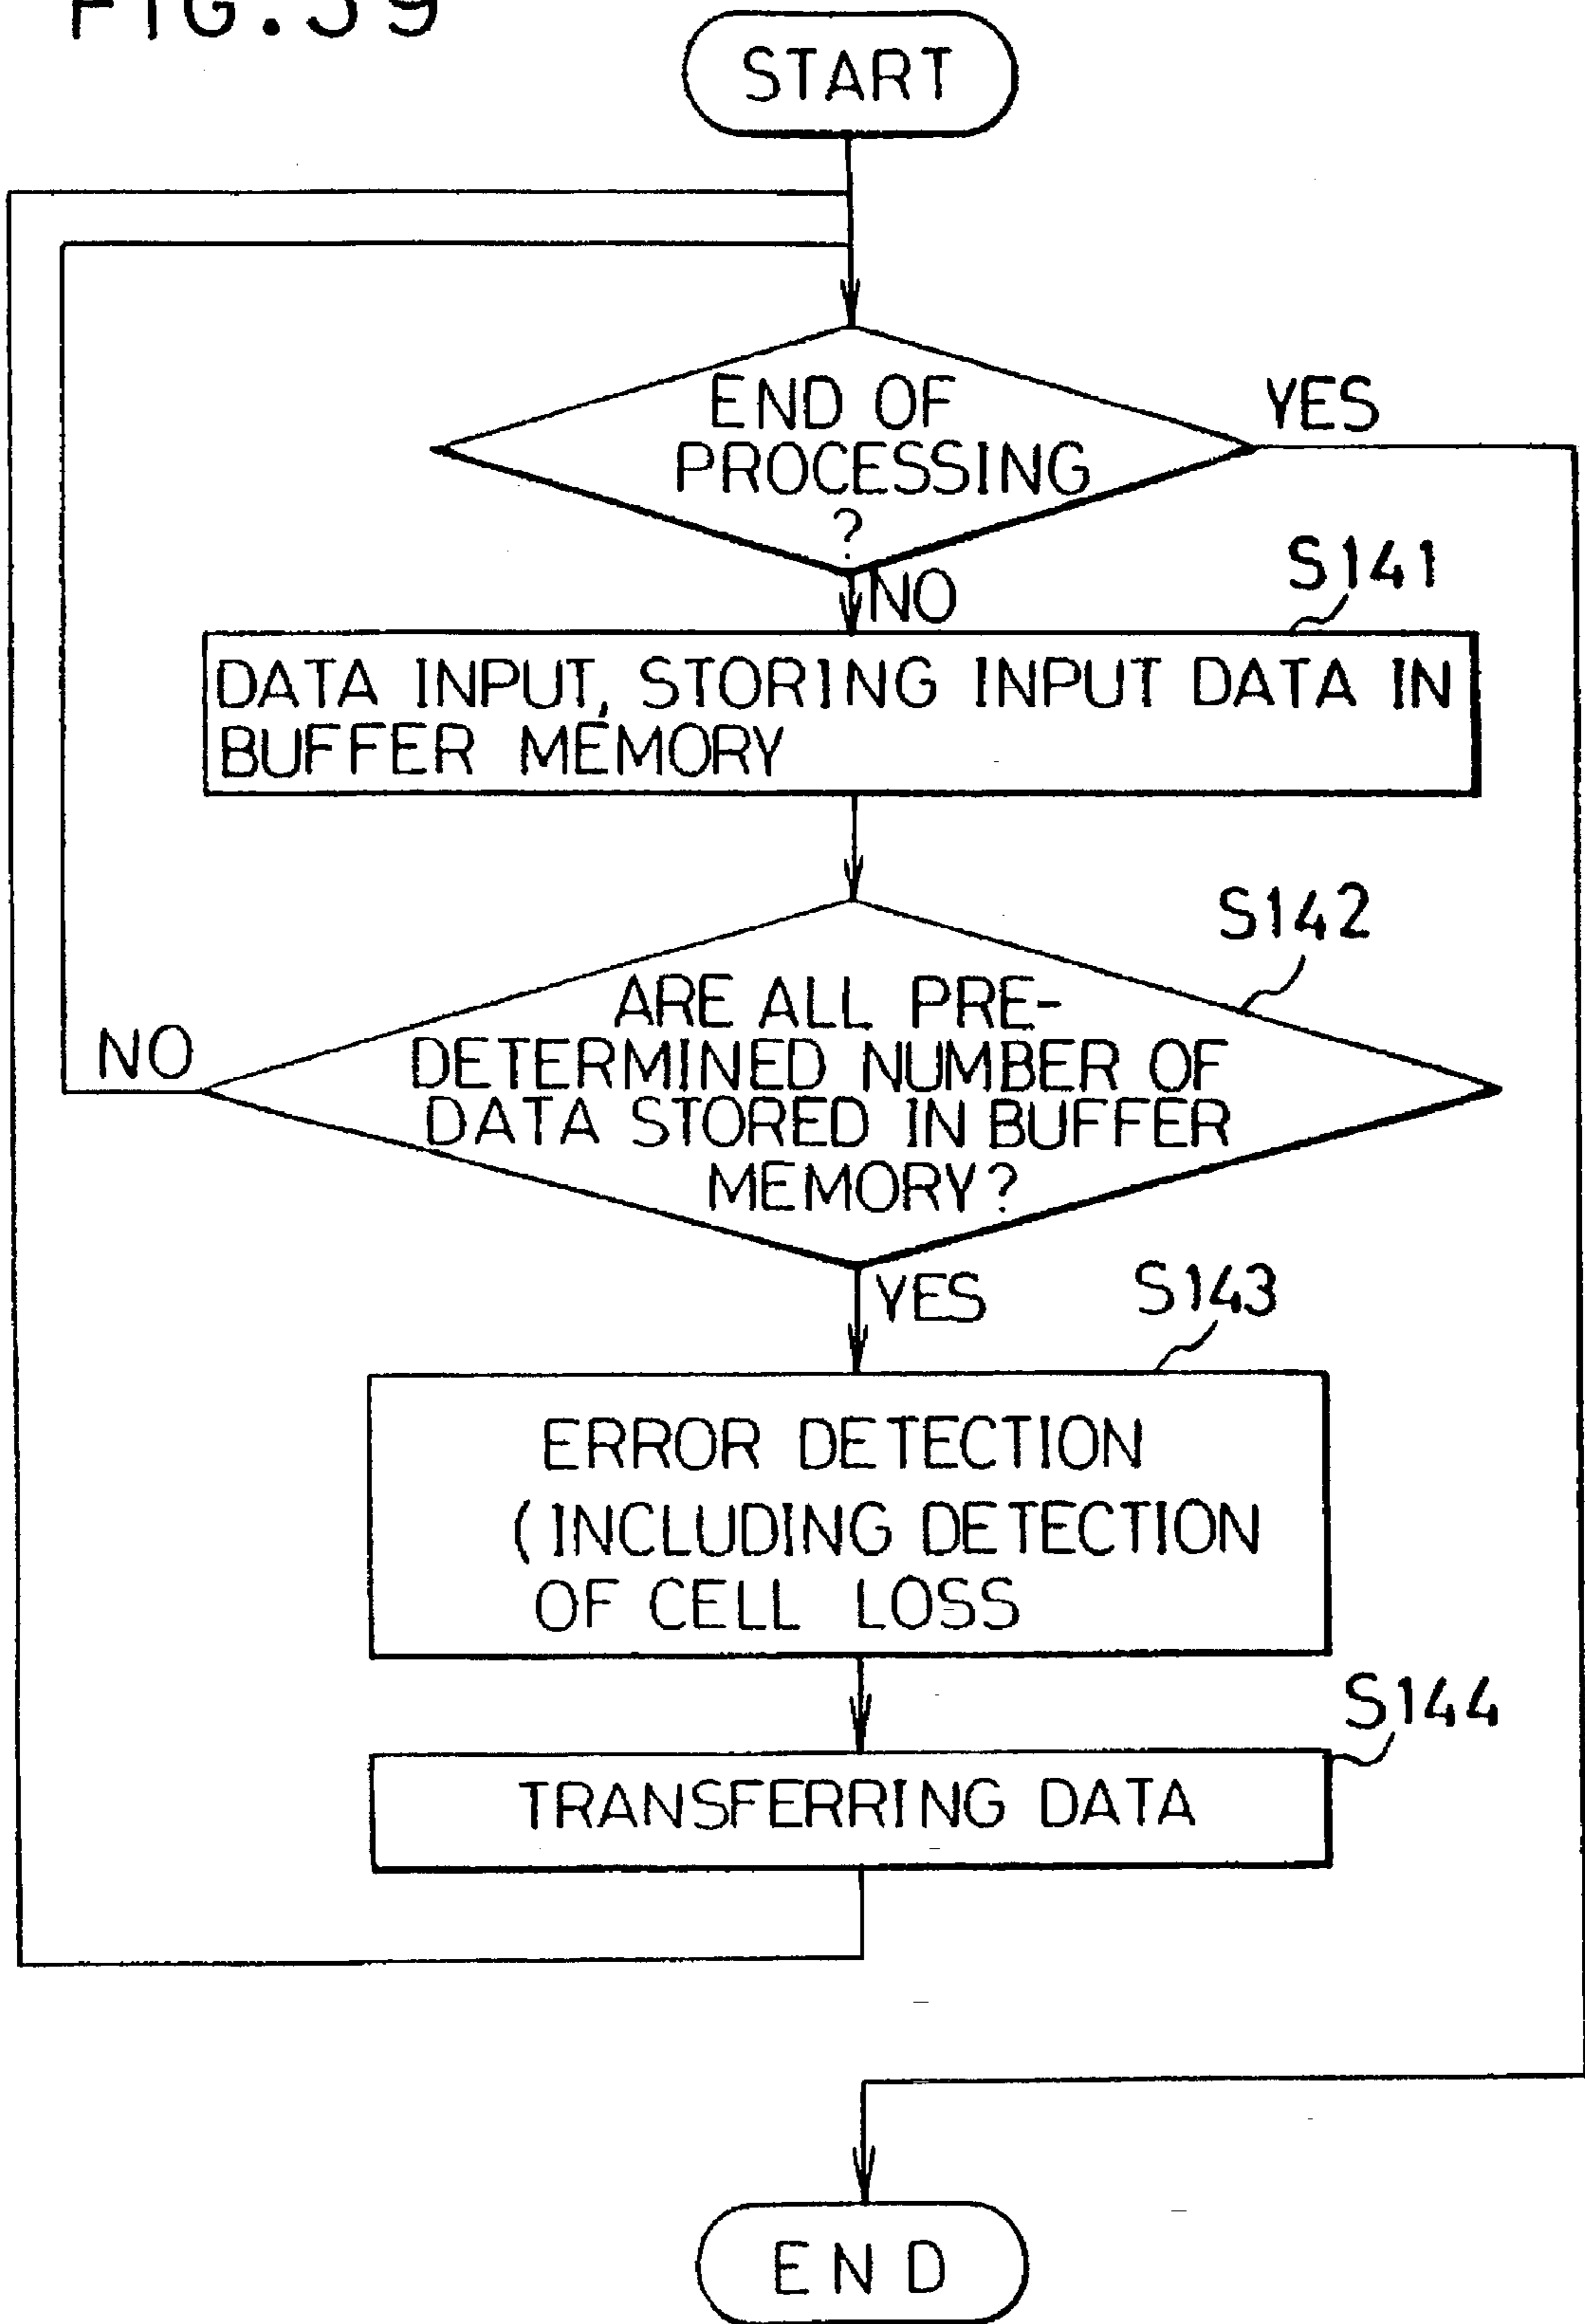 FIG.
START
END OF
PROCESSING
?
YES
NO
S141
DATA INPUT, STORING INPUT DATA IN
BUFFER MEMORY
S142
ARE ALL PRE-
DETERMINED NUMBER OF
DATA STORED IN BUFFER
MEMORY?
NO
YES
S143
ERROR DETECTION
(INCLUDING DETECTION
OF CELL LOSS
S144
TRANSFERRING DATA
END